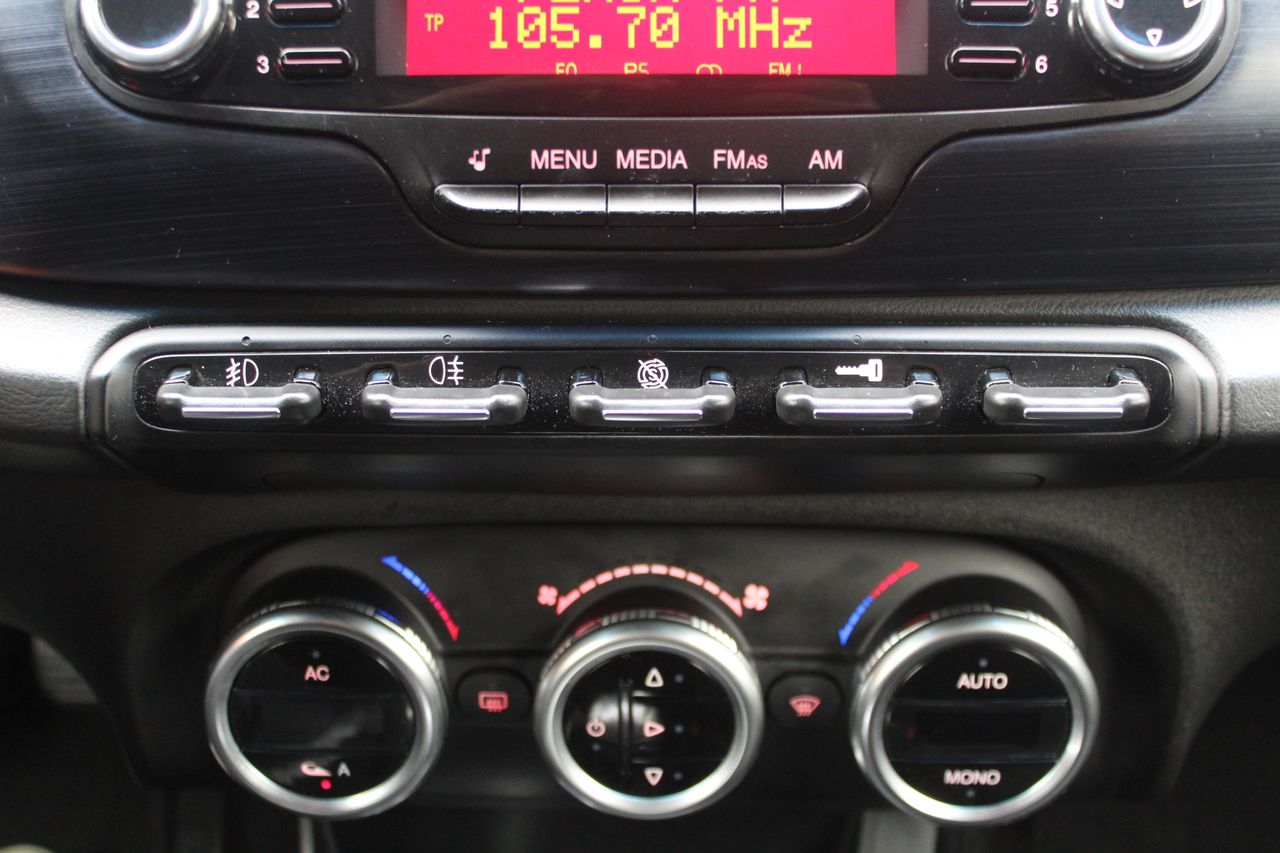 2
5
TP
105.70 MHz
3
6
MENU MEDIA FMAS AM
AC
AUTO
A
MONO